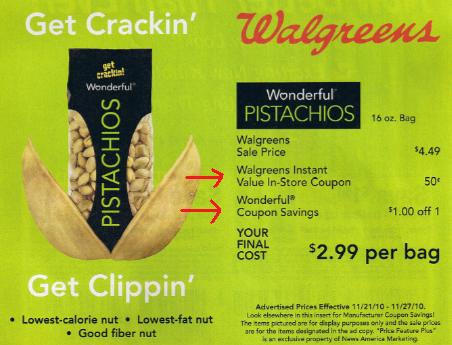 Get Crackin'
Walgreens
get
crackin!
Wonderful®
PISTACHIOS
Wonderful®
PISTACHIOS
16 oz. Bag
Walgreens
Sale Price $4.49
Walgreens Instant
Value In-Store Coupon 50¢
Wonderful®
Coupon Savings $1.00 off 1
YOUR
FINAL
COST $2.99 per bag
Get Clippin'
• Lowest-calorie nut • Lowest-fat nut
• Good fiber nut
Advertised Prices Effective 11/21/10 - 11/27/10.
Look elsewhere in this insert for Manufacturer Coupon Savings!
The items pictured are for display purposes only and the sale prices
are for the items designated in the ad copy. "Price Feature Plus"
is an exclusive property of News America Marketing.